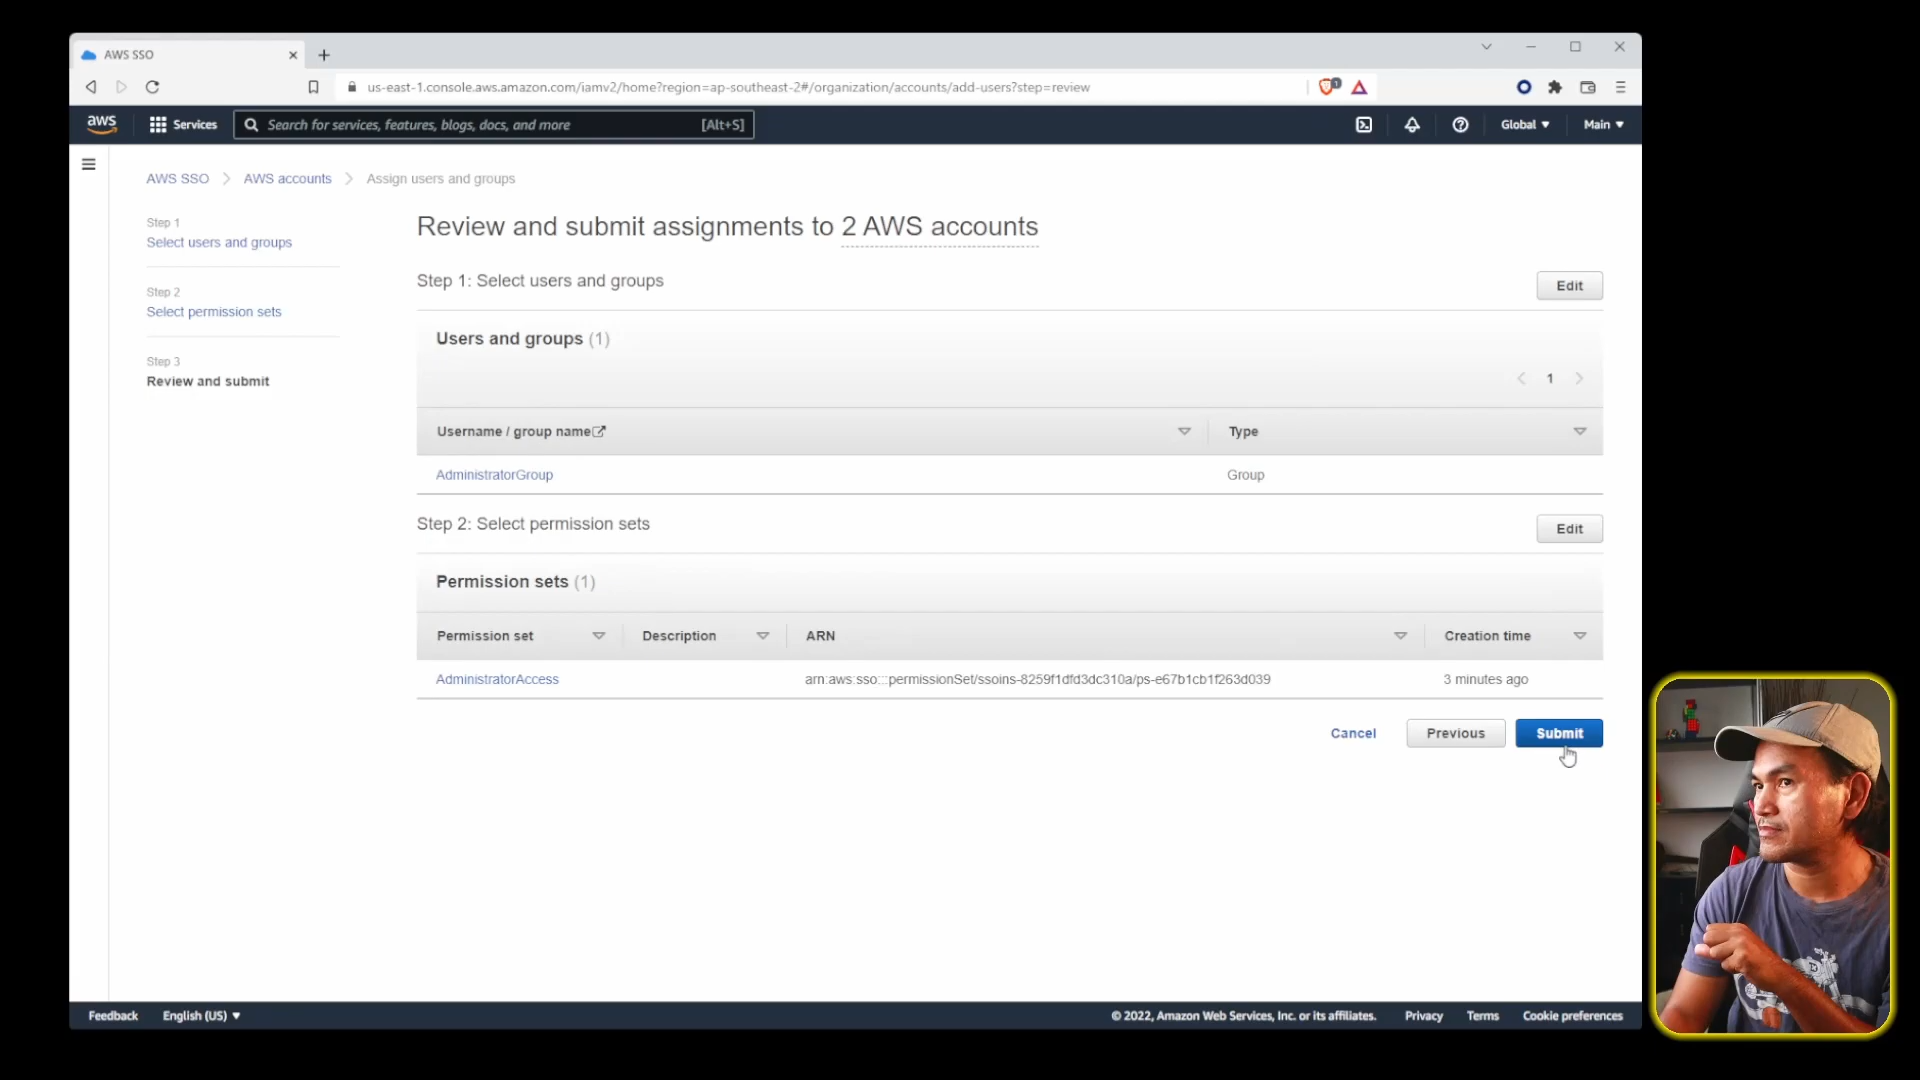 AWS SSO
us-east-1.console.aws.amazon.com/iamv2/home?region=ap-southeast-2#/organization/accounts/add-users?step=review
1
aws
Services
Search for services, features, blogs, docs, and more
[Alt+S]
Global
Main
AWS SSO
AWS accounts
Assign users and groups
Step 1
Select users and groups
Step 2
Select permission sets
Step 3
Review and submit
Review and submit assignments to 2 AWS accounts
Step 1: Select users and groups
Edit
Users and groups (1)
1
Username / group name
Type
AdministratorGroup
Group
Step 2: Select permission sets
Edit
Permission sets (1)
Permission set
Description
ARN
Creation time
AdministratorAccess
arn:aws:sso:::permissionSet/ssoins-8259f1dfd3dc310a/ps-e67b1cb1f263d039
3 minutes ago
Cancel
Previous
Submit
Feedback
English (US)
© 2022, Amazon Web Services, Inc. or its affiliates.
Privacy
Terms
Cookie preferences